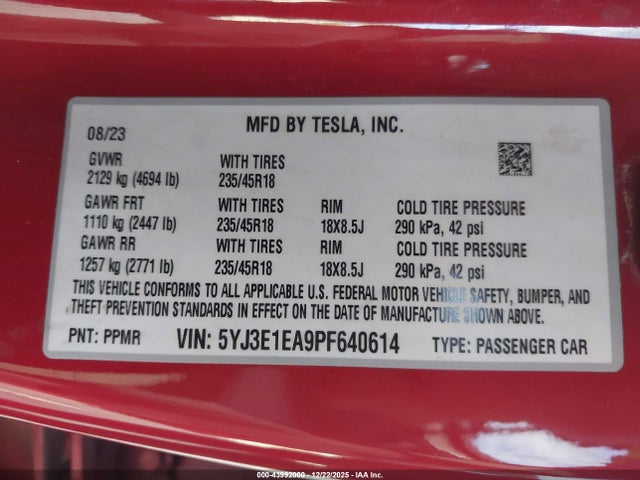 08/23 MFD BY TESLA, INC.
GVWR WITH TIRES
2129 kg (4694 lb) 235/45R18
GAWR FRT WITH TIRES RIM COLD TIRE PRESSURE
1110 kg (2447 lb) 235/45R18 18X8.5J 290 kPa, 42 psi
GAWR RR WITH TIRES RIM COLD TIRE PRESSURE
1257 kg (2771 lb) 235/45R18 18X8.5J 290 kPa, 42 psi
THIS VEHICLE CONFORMS TO ALL APPLICABLE U.S. FEDERAL MOTOR VEHICLE SAFETY, BUMPER, AND
THEFT PREVENTION STANDARDS IN EFFECT ON THE DATE OF MANUFACTURE SHOWN ABOVE.
PNT: PPMR VIN: 5YJ3E1EA9PF640614 TYPE: PASSENGER CAR
000-43992000 - 12/22/2025 - IAA Inc.